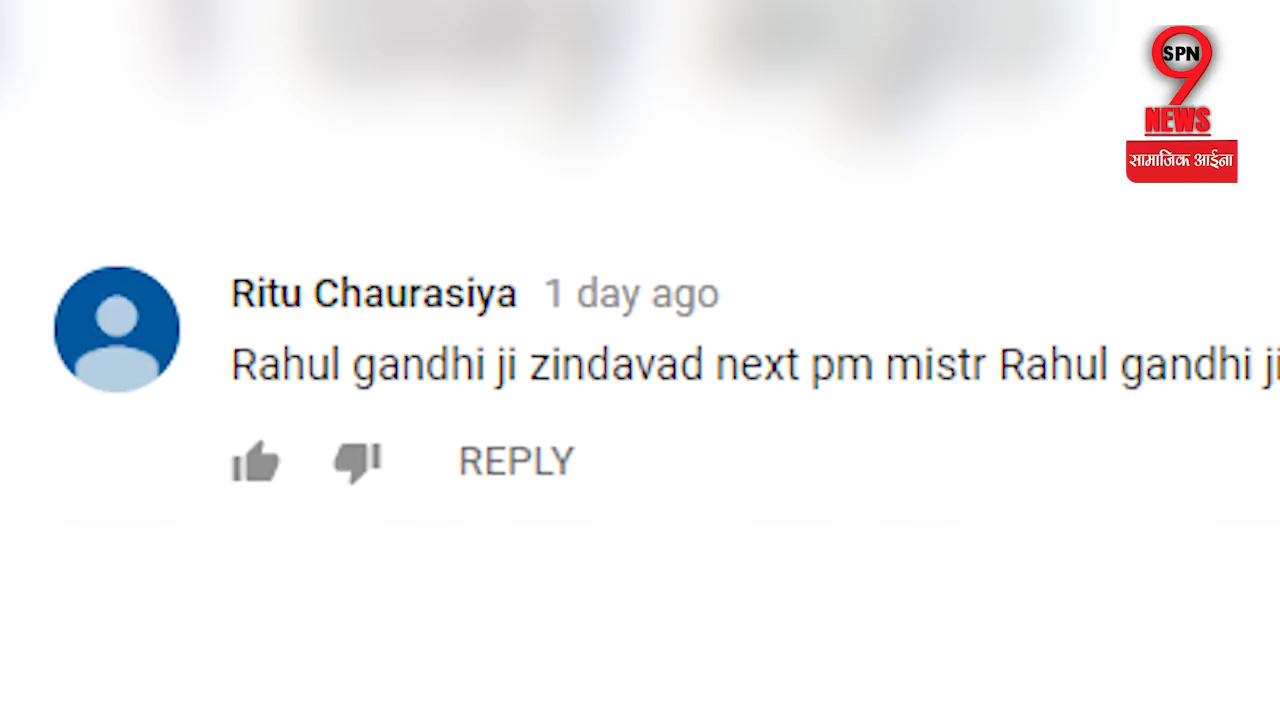 SPN
9
NEWS
सामाजिक आईना
Ritu Chaurasiya 1 day ago
Rahul gandhi ji zindavad next pm mistr Rahul gandhi ji
REPLY